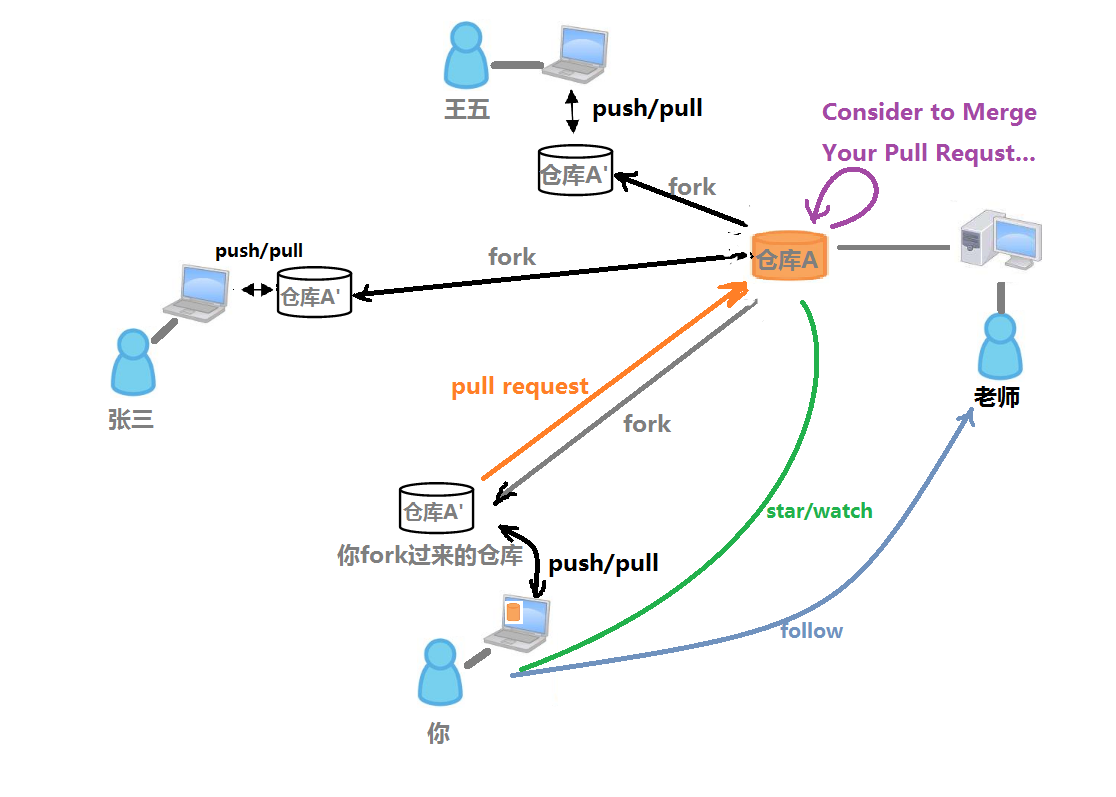 王五
push/pull
Consider to Merge
Your Pull Requst...
仓库A'
fork
仓库A
push/pull
fork
仓库A'
张三
老师
pull request
fork
仓库A'
你fork过来的仓库
star/watch
push/pull
follow
你